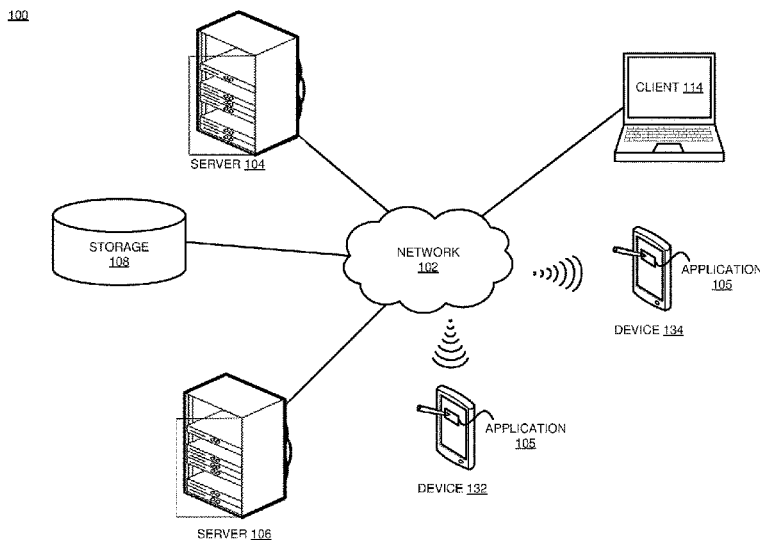 100
SERVER 104
CLIENT 114
STORAGE
108
NETWORK
102
APPLICATION
105
DEVICE 134
APPLICATION
105
DEVICE 132
SERVER 106